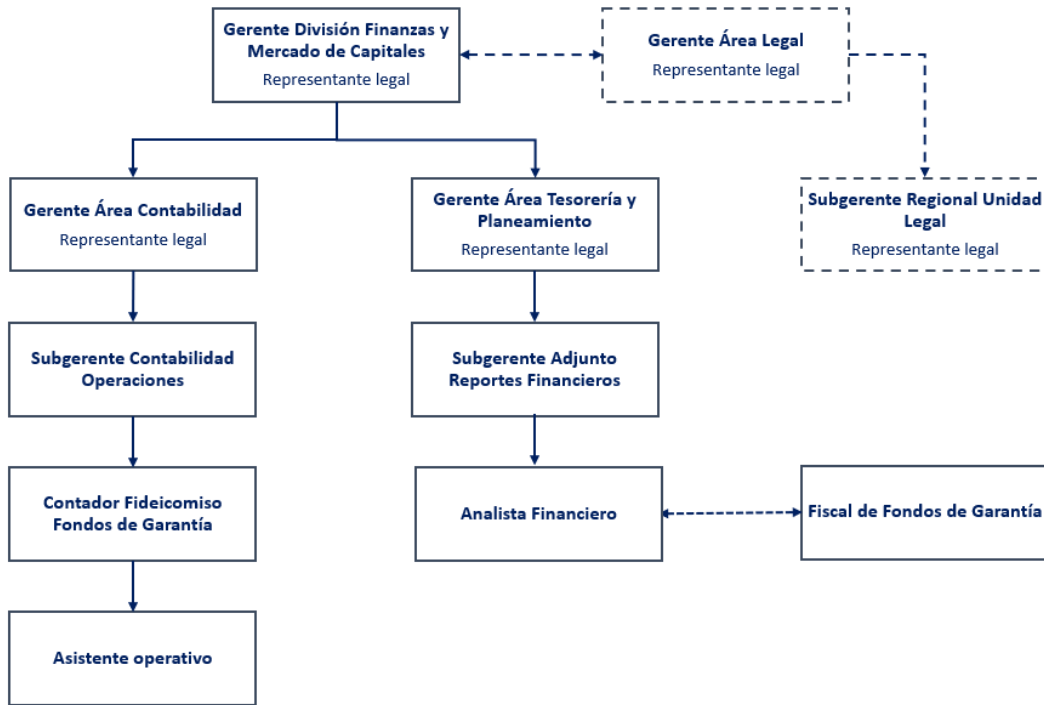 Gerente División Finanzas y
Mercado de Capitales
Representante legal
Gerente Área Legal
Representante legal
Gerente Área Contabilidad
Representante legal
Gerente Área Tesorería y
Planeamiento
Representante legal
Subgerente Regional Unidad
Legal
Representante legal
Subgerente Contabilidad
Operaciones
Subgerente Adjunto
Reportes Financieros
Contador Fideicomiso
Fondos de Garantía
Analista Financiero
Fiscal de Fondos de Garantía
Asistente operativo